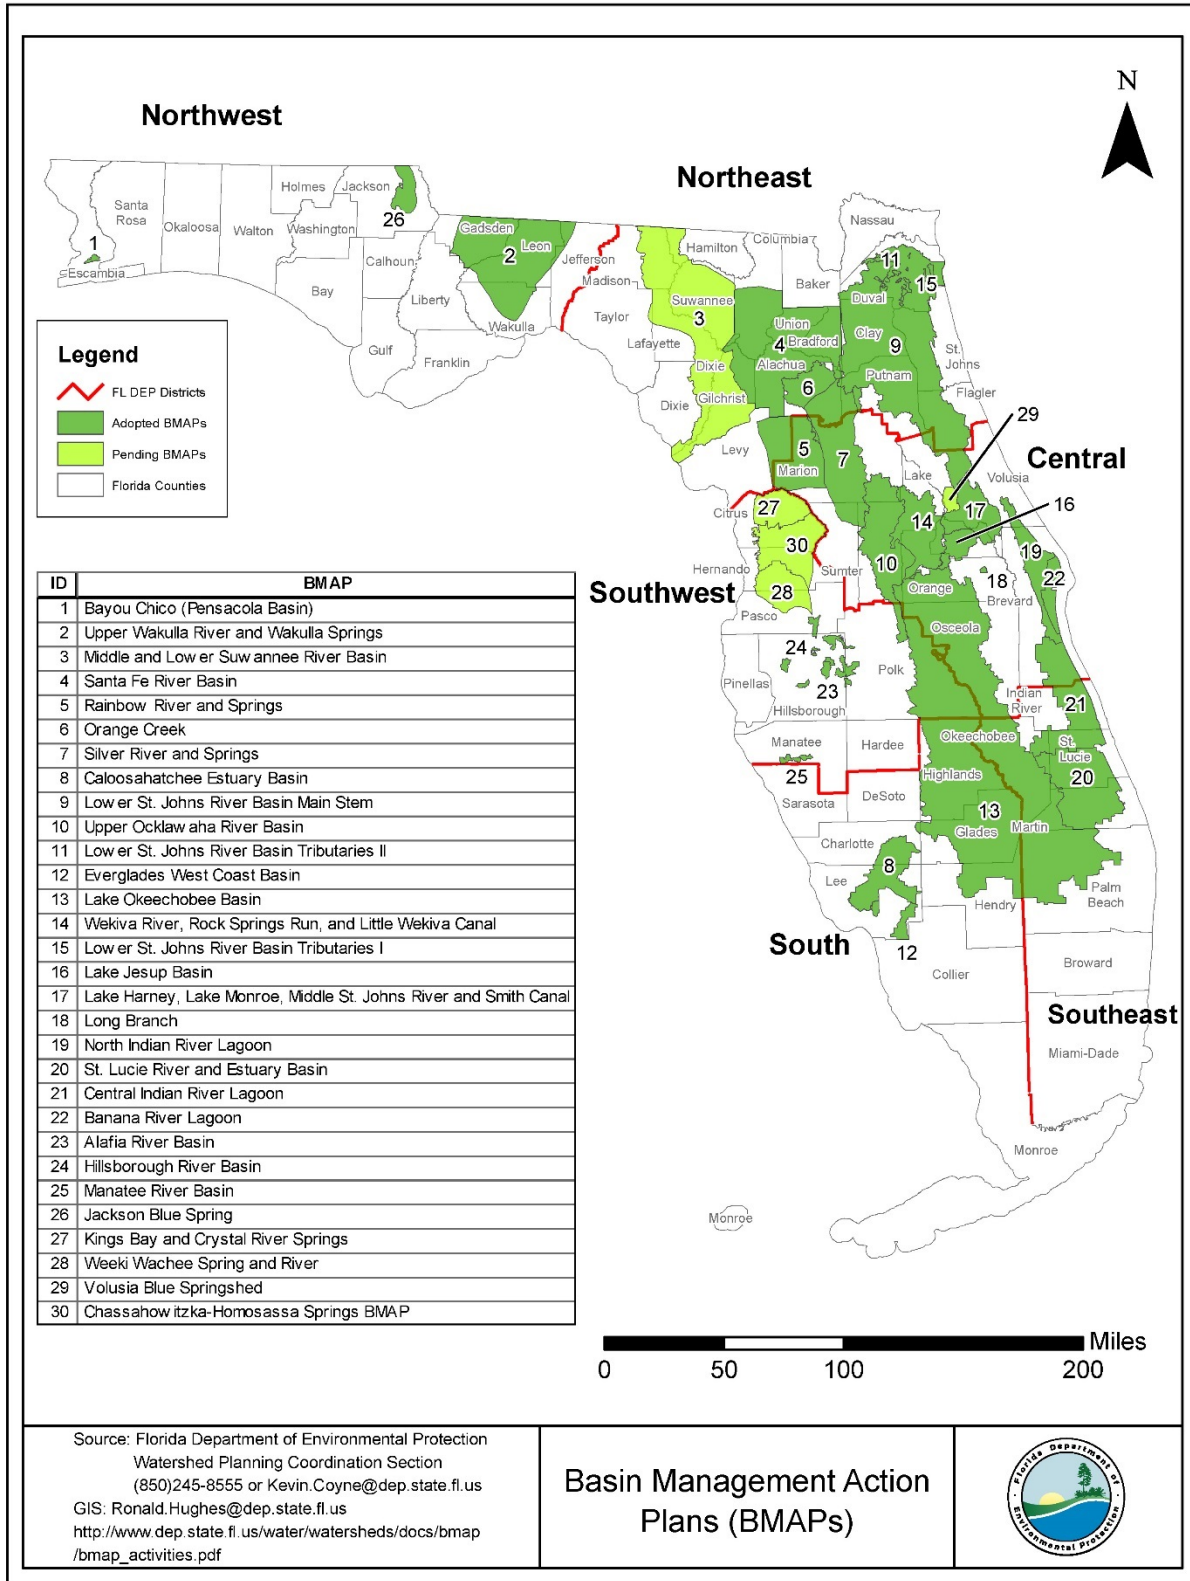 N
Northwest
Northeast
Central
Southwest
South
Southeast
Escambia
Santa
Rosa
Okaloosa
Walton
Holmes
Washington
Jackson
Bay
Calhoun
Gulf
Liberty
Franklin
Gadsden
Leon
Wakulla
Jefferson
Madison
Taylor
Hamilton
Suwannee
Lafayette
Dixie
Dixie
Gilchrist
Levy
Columbia
Baker
Nassau
Duval
Union
Bradford
Alachua
Clay
Putnam
St.
Johns
Flagler
Marion
Volusia
Lake
Citrus
Hernando
Sumter
Pasco
Orange
Brevard
Osceola
Polk
Pinellas
Hillsborough
Indian
River
Manatee
Hardee
Okeechobee
St.
Lucie
Highlands
Sarasota
DeSoto
Charlotte
Glades
Martin
Lee
Hendry
Palm
Beach
Collier
Broward
Miami-Dade
Monroe
Monroe
1
26
2
3
4
6
11
15
9
5
7
29
16
17
14
27
30
28
10
18
19
22
24
23
21
20
25
13
8
12
Legend
FL DEP Districts
Adopted BMAPs
Pending BMAPs
Florida Counties
ID BMAP
1 Bayou Chico (Pensacola Basin)
2 Upper Wakulla River and Wakulla Springs
3 Middle and Lower Suwannee River Basin
4 Santa Fe River Basin
5 Rainbow River and Springs
6 Orange Creek
7 Silver River and Springs
8 Caloosahatchee Estuary Basin
9 Lower St. Johns River Basin Main Stem
10 Upper Ocklawaha River Basin
11 Lower St. Johns River Basin Tributaries II
12 Everglades West Coast Basin
13 Lake Okeechobee Basin
14 Wekiva River, Rock Springs Run, and Little Wekiva Canal
15 Lower St. Johns River Basin Tributaries I
16 Lake Jesup Basin
17 Lake Harney, Lake Monroe, Middle St. Johns River and Smith Canal
18 Long Branch
19 North Indian River Lagoon
20 St. Lucie River and Estuary Basin
21 Central Indian River Lagoon
22 Banana River Lagoon
23 Alafia River Basin
24 Hillsborough River Basin
25 Manatee River Basin
26 Jackson Blue Spring
27 Kings Bay and Crystal River Springs
28 Weeki Wachee Spring and River
29 Volusia Blue Springshed
30 Chassahowitzka-Homosassa Springs BMAP
Miles
0 50 100 200
Source: Florida Department of Environmental Protection
Watershed Planning Coordination Section
(850)245-8555 or Kevin.Coyne@dep.state.fl.us
GIS: Ronald.Hughes@dep.state.fl.us
http://www.dep.state.fl.us/water/watersheds/docs/bmap
/bmap_activities.pdf
Basin Management Action
Plans (BMAPs)
Florida Department of
Environmental Protection